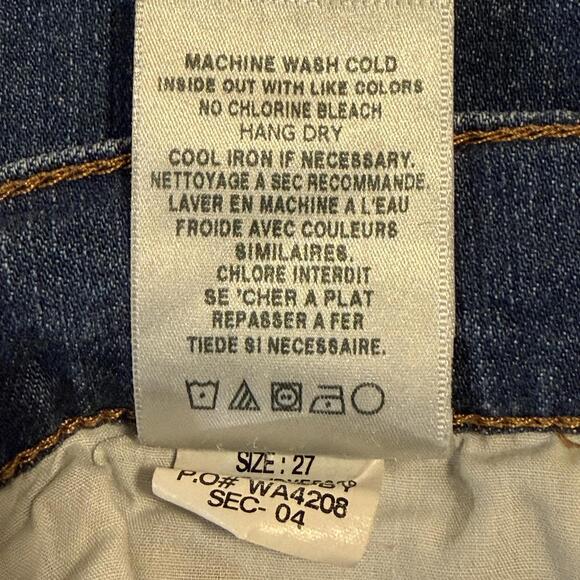 MACHINE WASH COLD
INSIDE OUT WITH LIKE COLORS
NO CHLORINE BLEACH
HANG DRY
COOL IRON IF NECESSARY.
NETTOYAGE A SEC RECOMMANDE.
LAVER EN MACHINE A L'EAU
FROIDE AVEC COULEURS
SIMILAIRES.
CHLORE INTERDIT
SE 'CHER A PLAT
REPASSER A FER
TIEDE SI NECESSAIRE.
SIZE: 27
P.O# WA4208
SEC- 04